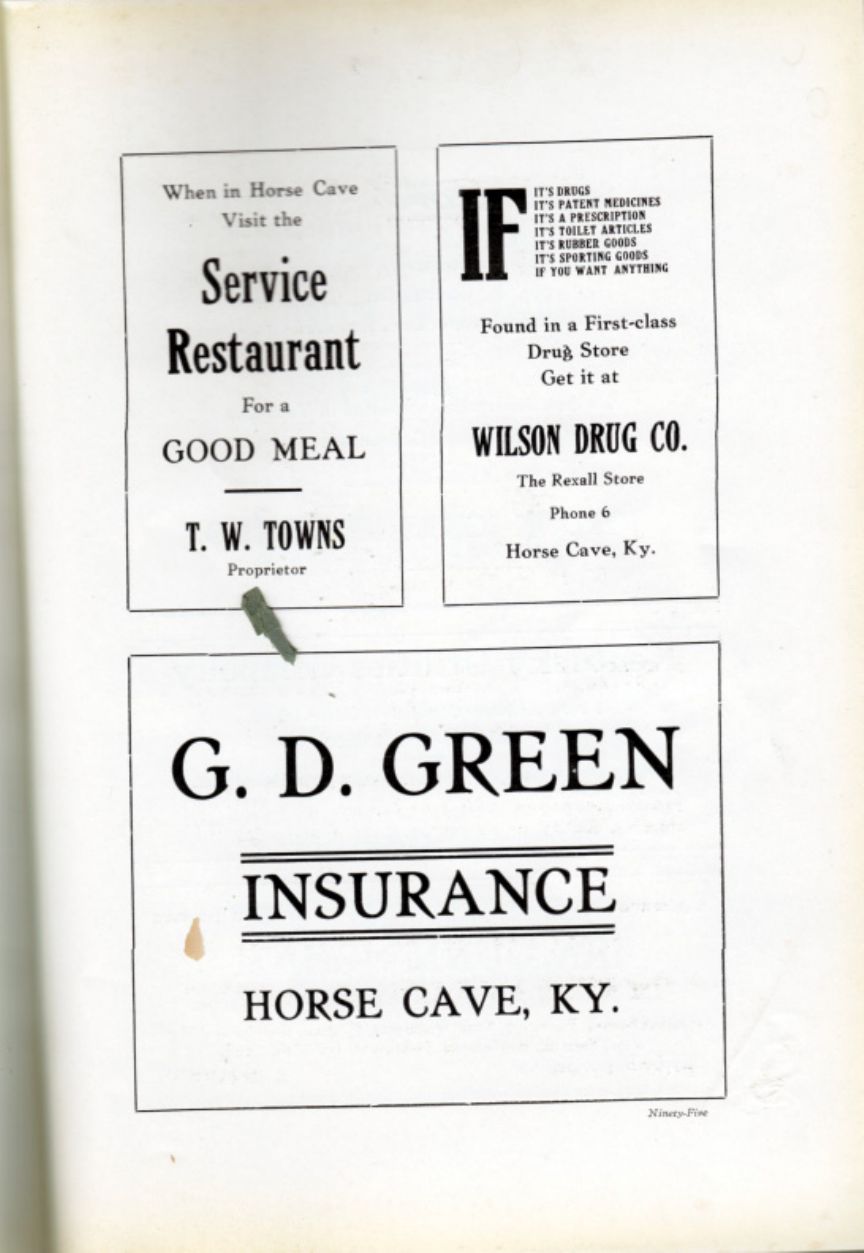 When in Horse Cave
Visit the
Service
Restaurant
For a
GOOD MEAL
T. W. TOWNS
Proprietor
IF
IT'S DRUGS
IT'S PATENT MEDICINES
IT'S A PRESCRIPTION
IT'S TOILET ARTICLES
IT'S RUBBER GOODS
IT'S SPORTING GOODS
IF YOU WANT ANYTHING
Found in a First-class
Drug Store
Get it at
WILSON DRUG CO.
The Rexall Store
Phone 6
Horse Cave, Ky.
G. D. GREEN
INSURANCE
HORSE CAVE, KY.
Ninety-Five